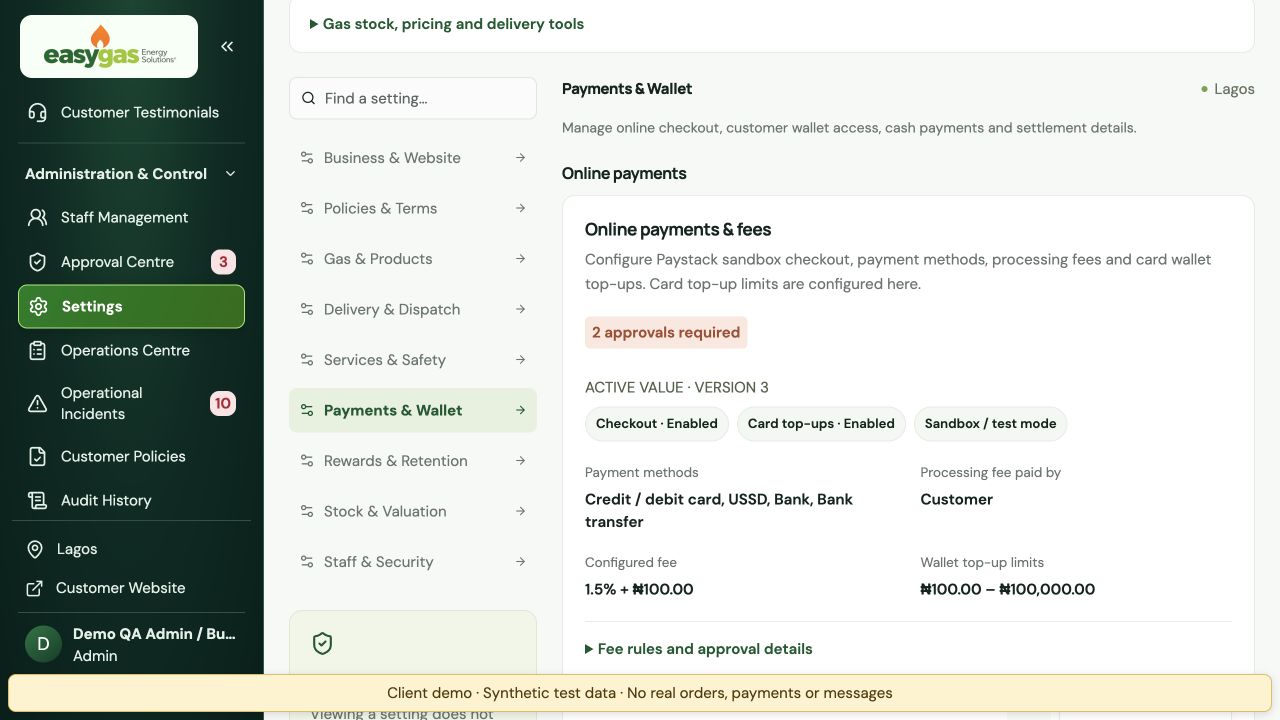 easygas Energy Solutions
Customer Testimonials
Administration & Control
Staff Management
Approval Centre 3
Settings
Operations Centre
Operational
Incidents
10
Customer Policies
Audit History
Lagos
Customer Website
D
Demo QA Admin / Bu...
Admin
Gas stock, pricing and delivery tools
Find a setting...
Business & Website
Policies & Terms
Gas & Products
Delivery & Dispatch
Services & Safety
Payments & Wallet
Rewards & Retention
Stock & Valuation
Staff & Security
Viewing a setting does not
Payments & Wallet
Lagos
Manage online checkout, customer wallet access, cash payments and settlement details.
Online payments
Online payments & fees
Configure Paystack sandbox checkout, payment methods, processing fees and card wallet
top-ups. Card top-up limits are configured here.
2 approvals required
ACTIVE VALUE · VERSION 3
Checkout · Enabled
Card top-ups · Enabled
Sandbox / test mode
Payment methods
Credit / debit card, USSD, Bank, Bank
transfer
Processing fee paid by
Customer
Configured fee
1.5% + ₦100.00
Wallet top-up limits
₦100.00 – ₦100,000.00
Fee rules and approval details
Client demo · Synthetic test data · No real orders, payments or messages